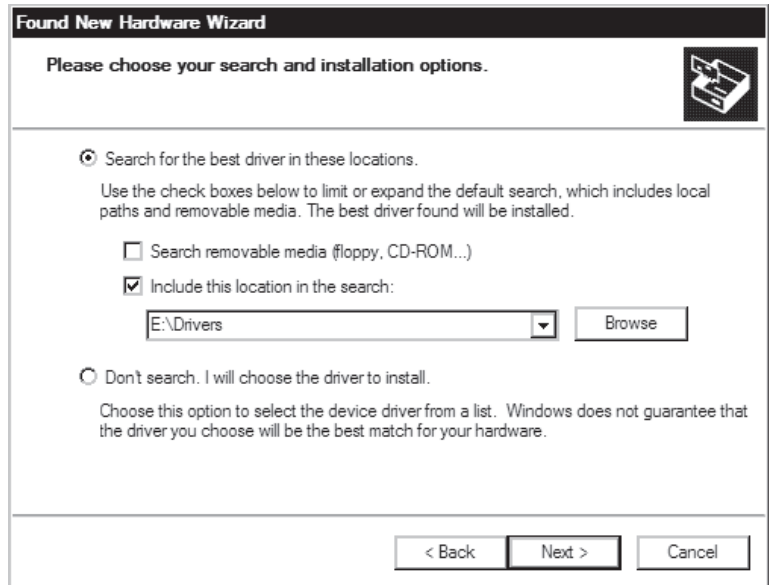 Found New Hardware Wizard
Please choose your search and installation options.
Search for the best driver in these locations.
Use the check boxes below to limit or expand the default search, which includes local
paths and removable media. The best driver found will be installed.
Search removable media (floppy, CD-ROM...)
Include this location in the search:
E:\Drivers
Browse
Don't search. I will choose the driver to install.
Choose this option to select the device driver from a list. Windows does not guarantee that
the driver you choose will be the best match for your hardware.
< Back Next > Cancel